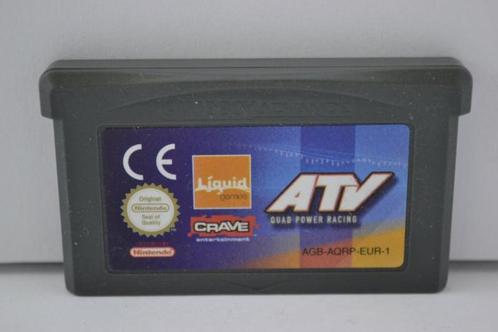 CE
Liquid
games
ATV
QUAD POWER RACING
Original
Nintendo
Seal of
Quality
CRAVE
entertainment
Nintendo
AGB-AQRP-EUR-1